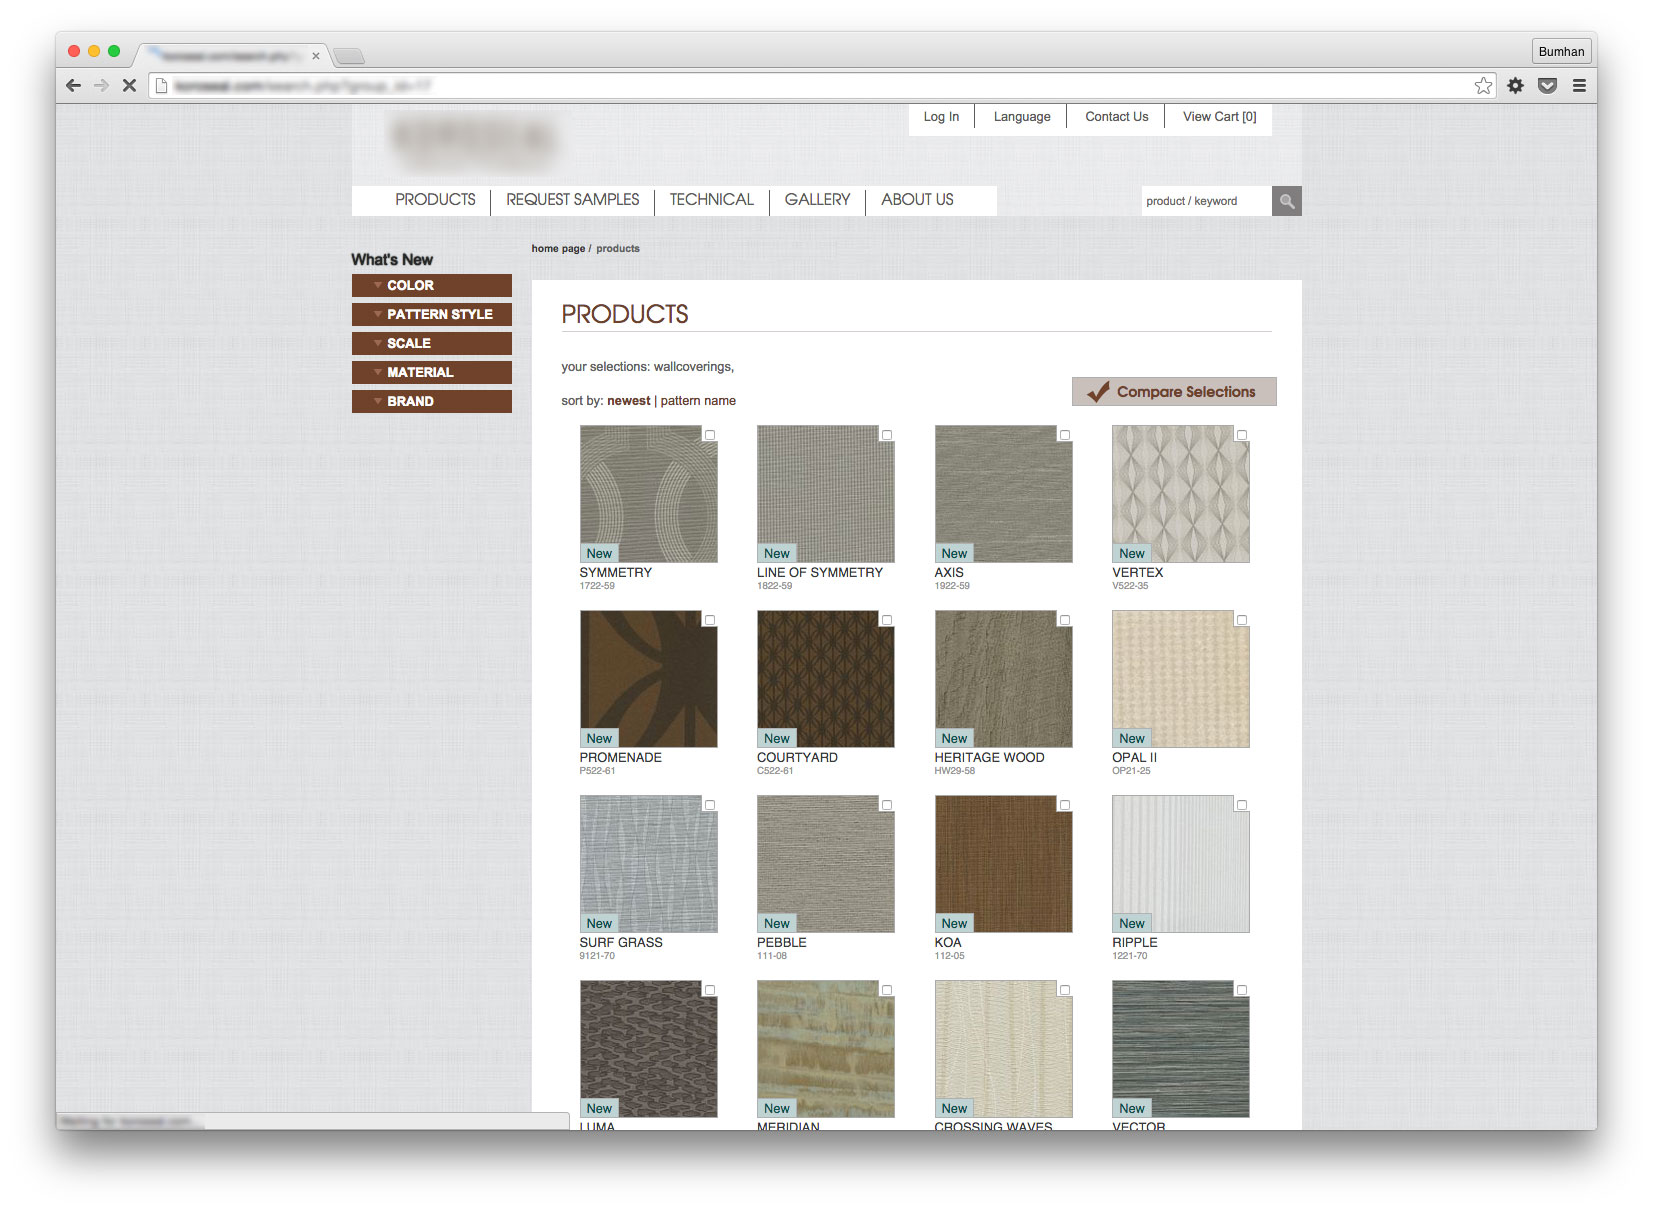 Bumhan
Log In
Language
Contact Us
View Cart [0]
PRODUCTS
REQUEST SAMPLES
TECHNICAL
GALLERY
ABOUT US
product / keyword
home page / products
What's New
COLOR
PATTERN STYLE
SCALE
MATERIAL
BRAND
PRODUCTS
your selections: wallcoverings,
sort by: newest | pattern name
Compare Selections
New
New
New
New
SYMMETRY
LINE OF SYMMETRY
AXIS
VERTEX
1722-59
1822-59
1922-59
V522-35
New
New
New
New
PROMENADE
COURTYARD
HERITAGE WOOD
OPAL II
P522-61
C522-61
HW29-58
OP21-25
New
New
New
New
SURF GRASS
PEBBLE
KOA
RIPPLE
9121-70
111-08
112-05
1221-70
New
New
New
New
LUMA
MERIDIAN
CROSSING WAVES
VECTOR